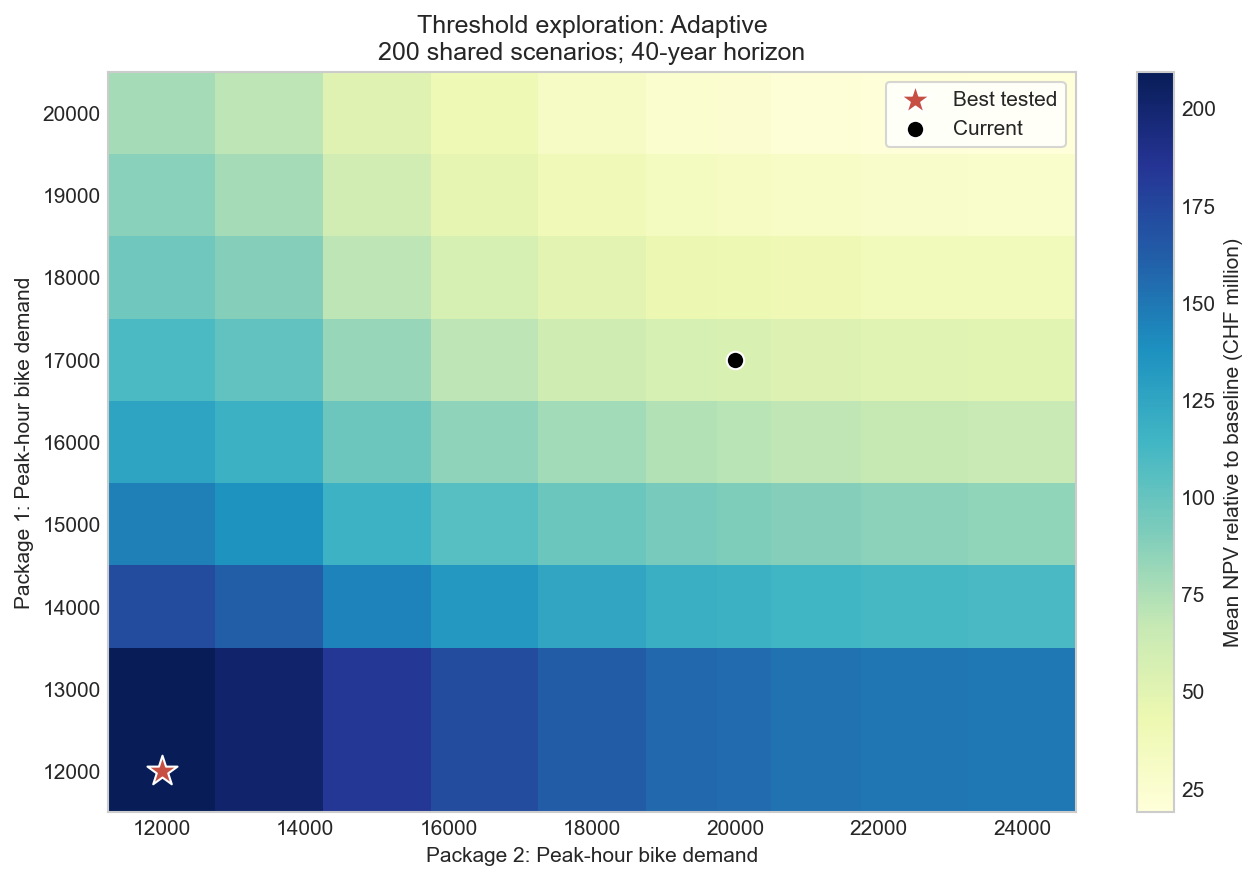 Threshold exploration: Adaptive
200 shared scenarios; 40-year horizon
Best tested
Current
Package 1: Peak-hour bike demand
20000
19000
18000
17000
16000
15000
14000
13000
12000
12000 14000 16000 18000 20000 22000 24000
Package 2: Peak-hour bike demand
200
175
150
125
100
75
50
25
Mean NPV relative to baseline (CHF million)